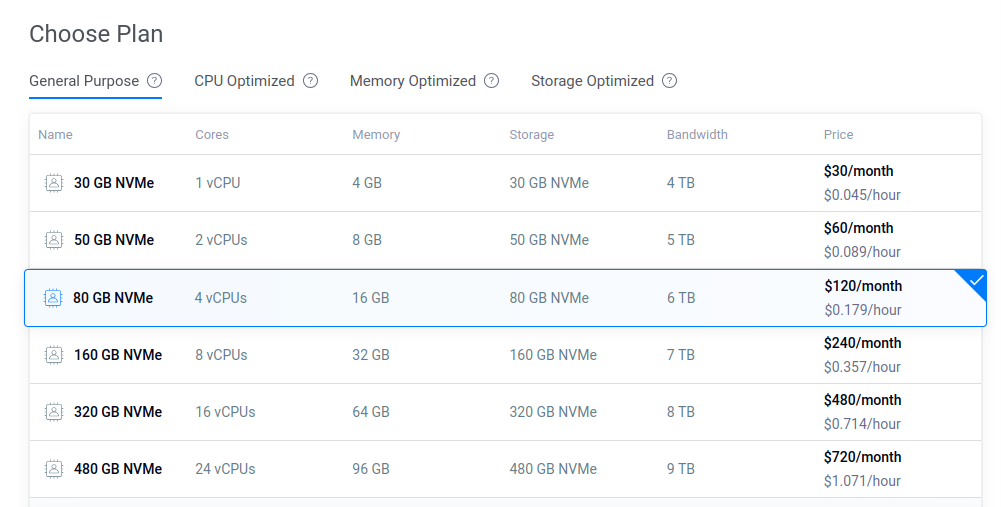 Choose Plan
General Purpose ? CPU Optimized ? Memory Optimized ? Storage Optimized ?
Name Cores Memory Storage Bandwidth Price
30 GB NVMe 1 vCPU 4 GB 30 GB NVMe 4 TB $30/month
$0.045/hour
50 GB NVMe 2 vCPUs 8 GB 50 GB NVMe 5 TB $60/month
$0.089/hour
80 GB NVMe 4 vCPUs 16 GB 80 GB NVMe 6 TB $120/month
$0.179/hour
160 GB NVMe 8 vCPUs 32 GB 160 GB NVMe 7 TB $240/month
$0.357/hour
320 GB NVMe 16 vCPUs 64 GB 320 GB NVMe 8 TB $480/month
$0.714/hour
480 GB NVMe 24 vCPUs 96 GB 480 GB NVMe 9 TB $720/month
$1.071/hour